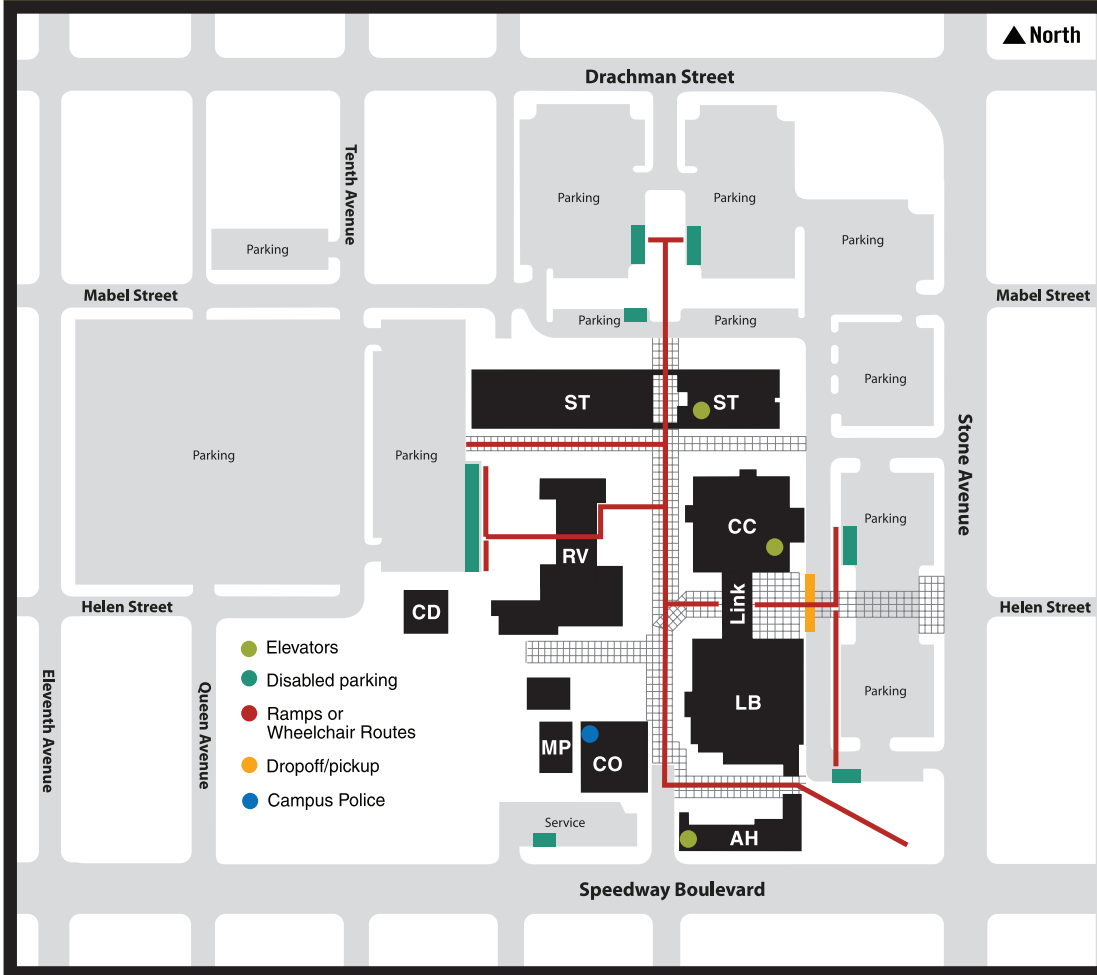 North
Drachman Street
Tenth Avenue
Parking
Parking
Parking
Parking
Mabel Street
Mabel Street
Parking
Parking
Parking
ST
ST
Stone Avenue
Parking
Parking
Parking
CC
RV
Link
Helen Street
Helen Street
CD
Elevators
Disabled parking
Ramps or
Wheelchair Routes
Dropoff/pickup
Campus Police
Eleventh Avenue
Queen Avenue
LB
Parking
MP
CO
Service
AH
Speedway Boulevard